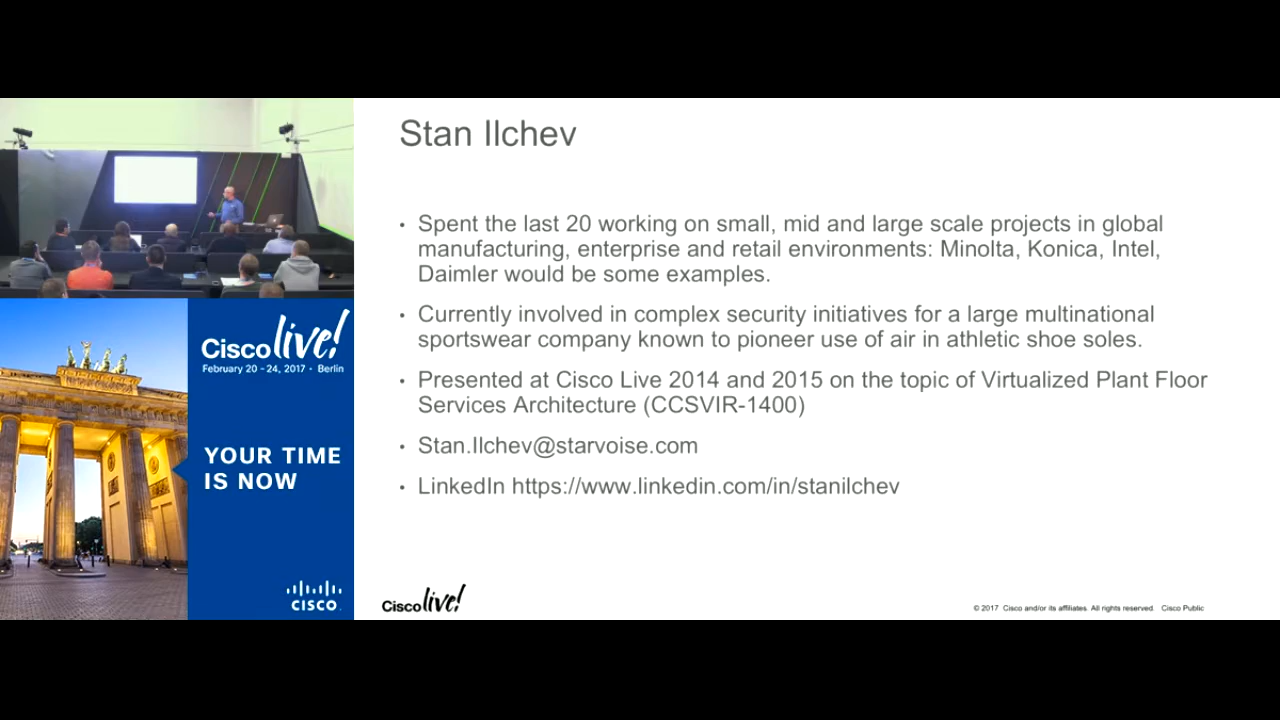 Stan Ilchev
• Spent the last 20 working on small, mid and large scale projects in global
manufacturing, enterprise and retail environments: Minolta, Konica, Intel,
Daimler would be some examples.
• Currently involved in complex security initiatives for a large multinational
sportswear company known to pioneer use of air in athletic shoe soles.
• Presented at Cisco Live 2014 and 2015 on the topic of Virtualized Plant Floor
Services Architecture (CCSVIR-1400)
• Stan.Ilchev@starvoise.com
• LinkedIn https://www.linkedin.com/in/stanilchev
Cisco live!
February 20 - 24, 2017 • Berlin
YOUR TIME
IS NOW
CISCO.
Cisco live!
© 2017 Cisco and/or its affiliates. All rights reserved. Cisco Public